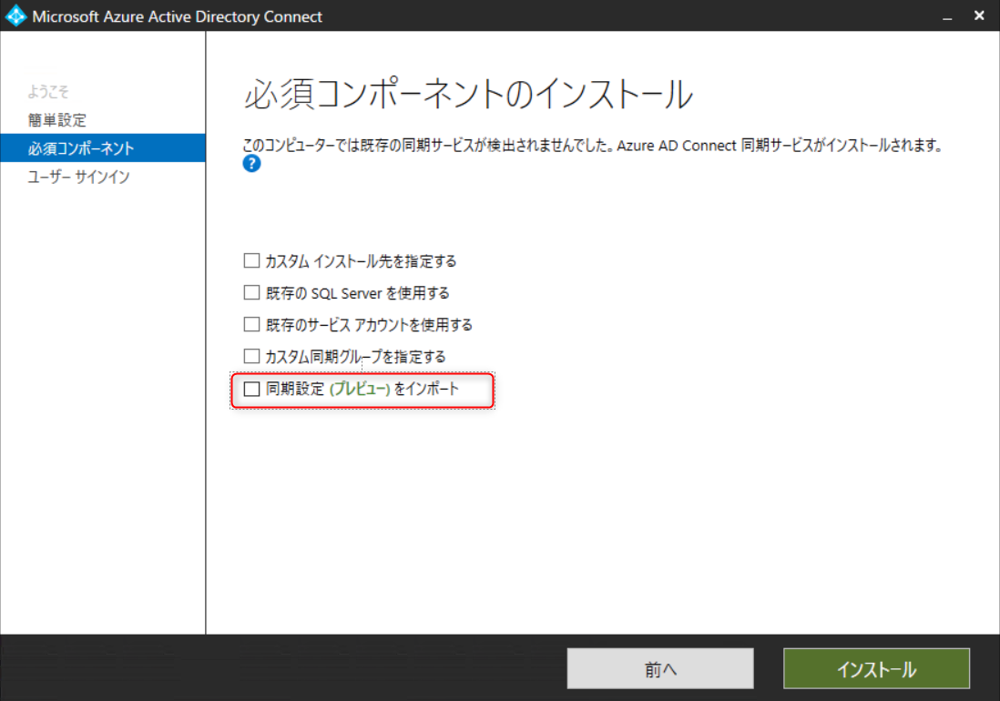 Microsoft Azure Active Directory Connect
ようこそ
簡単設定
必須コンポーネント
ユーザー サインイン
必須コンポーネントのインストール
このコンピューターでは既存の同期サービスが検出されませんでした。Azure AD Connect 同期サービスがインストールされます。
?
カスタム インストール先を指定する
既存の SQL Server を使用する
既存のサービス アカウントを使用する
カスタム同期グループを指定する
同期設定 (プレビュー) をインポート
前へ
インストール